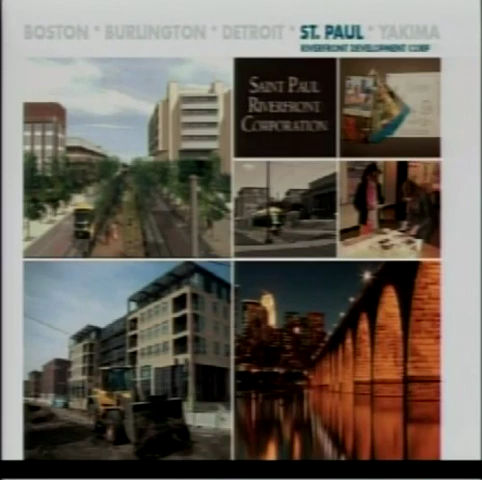 BOSTON * BURLINGTON * DETROIT * ST. PAUL * YAKIMA
RIVERFRONT DEVELOPMENT CORP
SAINT PAUL
RIVERFRONT
CORPORATION